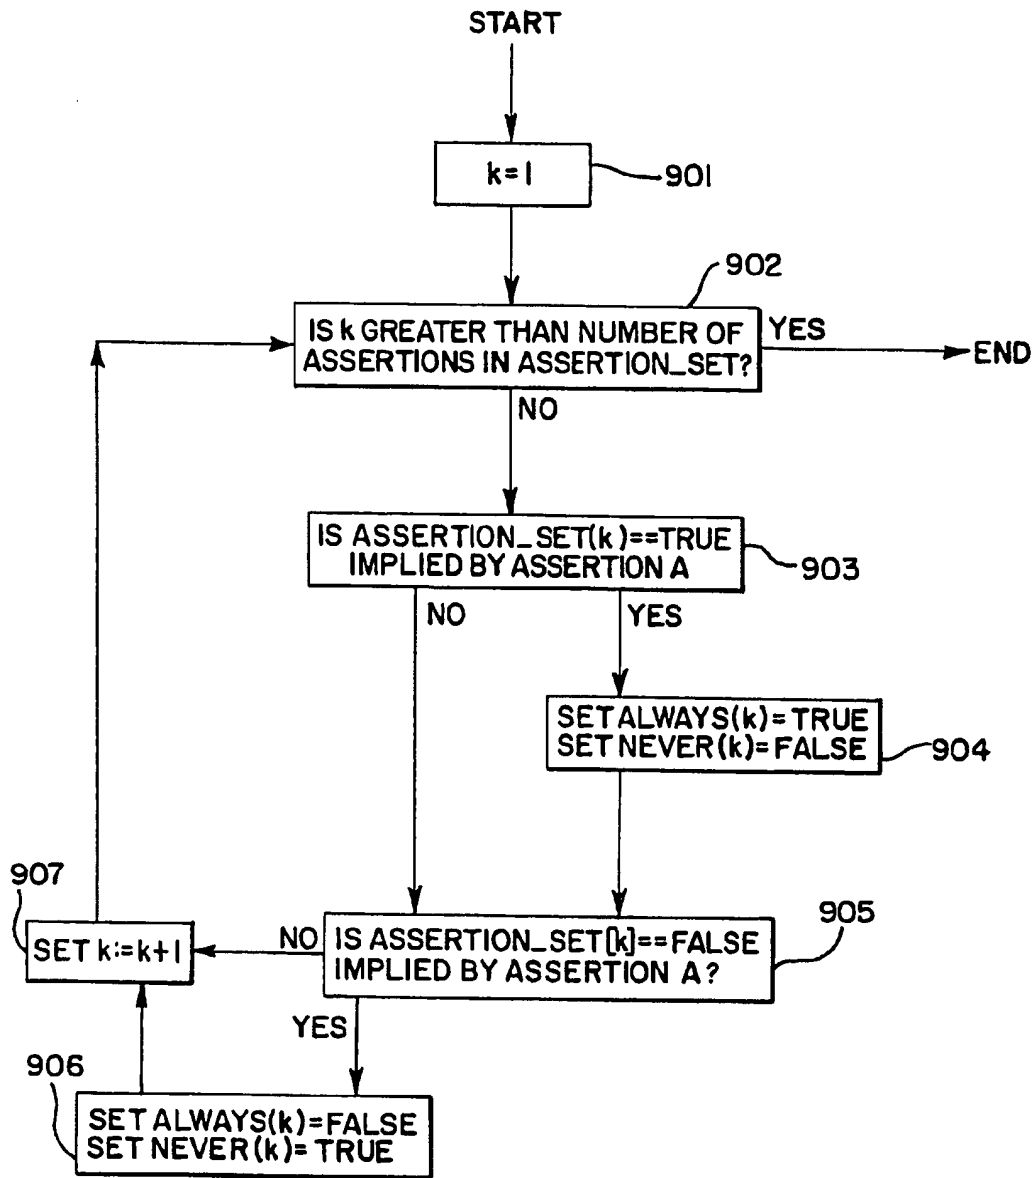 START
k=1
901
902
IS k GREATER THAN NUMBER OF
ASSERTIONS IN ASSERTION_SET?
YES
END
NO
IS ASSERTION_SET(k)==TRUE
IMPLIED BY ASSERTION A
903
NO
YES
SET ALWAYS(k)=TRUE
SET NEVER(k)=FALSE
904
907
SET k:=k+1
NO
IS ASSERTION_SET[k]==FALSE
IMPLIED BY ASSERTION A?
905
YES
906
SET ALWAYS(k)=FALSE
SET NEVER(k)=TRUE